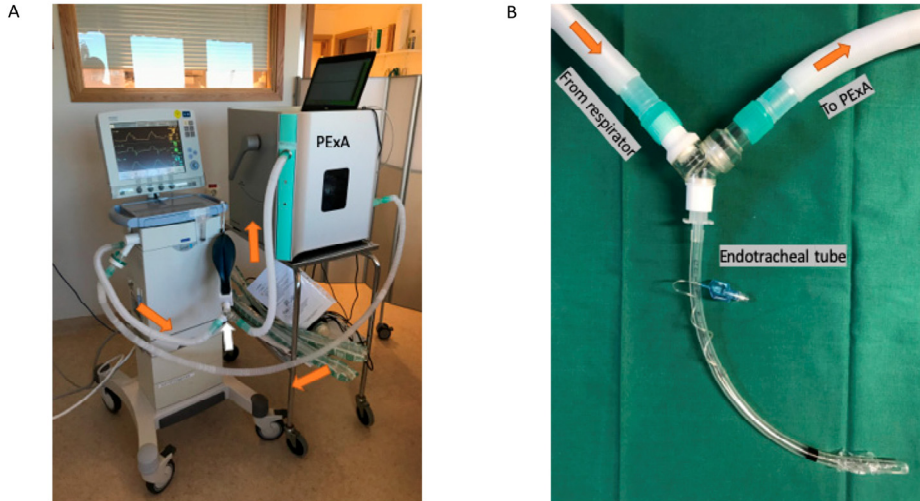 A
B
PExA
From respirator
To PExA
Endotracheal tube